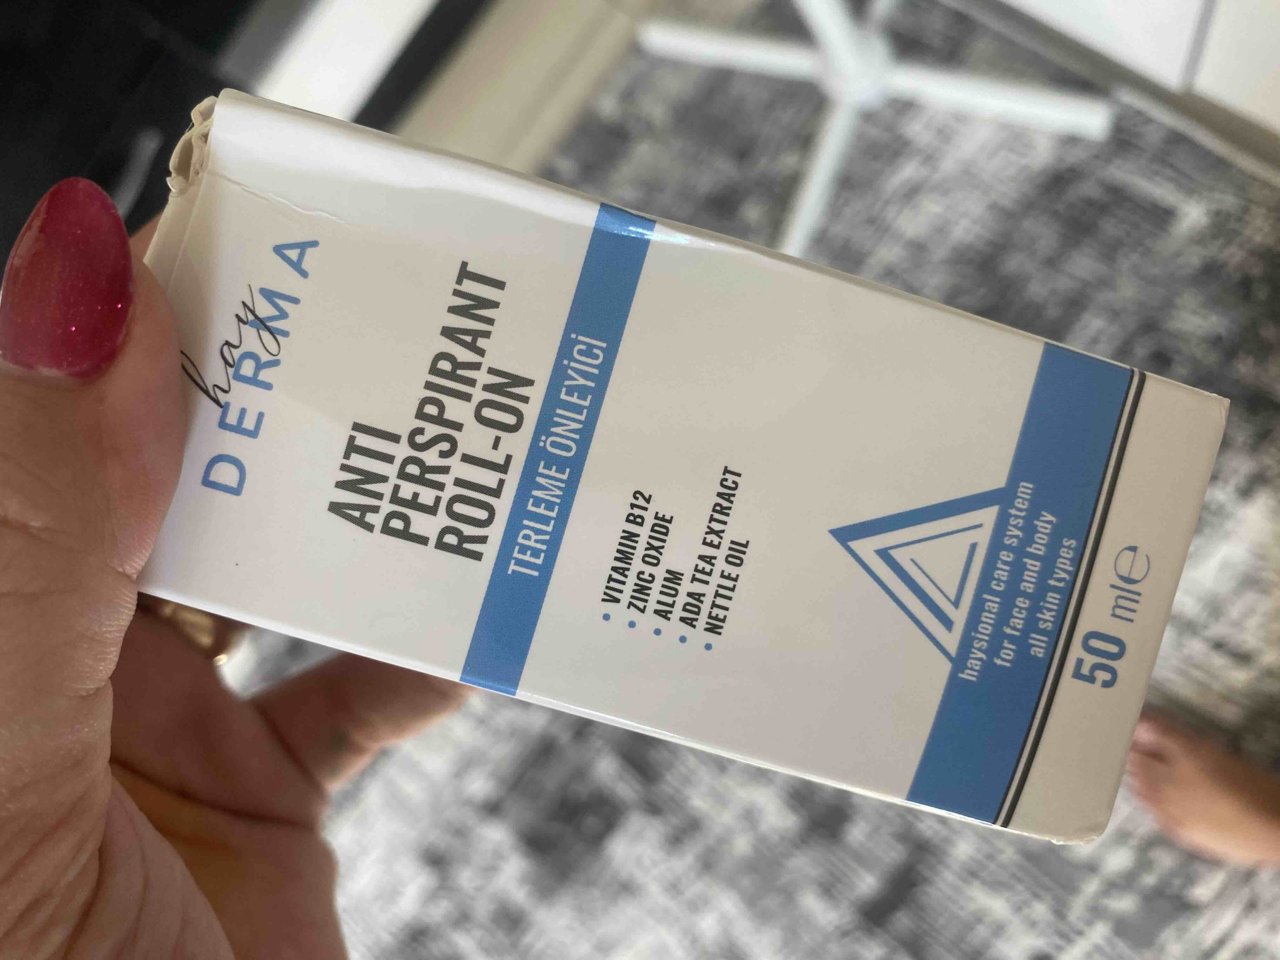 hay
DERMA
ANTI
PERSPIRANT
ROLL-ON
TERLEME ÖNLEYİCİ
• VITAMIN B12
• ZINC OXIDE
• ALUM
• ADA TEA EXTRACT
• NETTLE OIL
haysional care system
for face and body
all skin types
50 ml℮